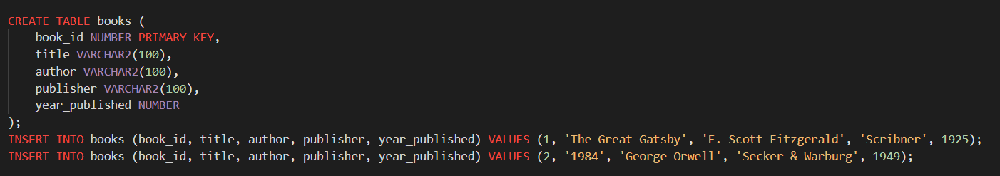 CREATE TABLE books (
    book_id NUMBER PRIMARY KEY,
    title VARCHAR2(100),
    author VARCHAR2(100),
    publisher VARCHAR2(100),
    year_published NUMBER
);
INSERT INTO books (book_id, title, author, publisher, year_published) VALUES (1, 'The Great Gatsby', 'F. Scott Fitzgerald', 'Scribner', 1925);
INSERT INTO books (book_id, title, author, publisher, year_published) VALUES (2, '1984', 'George Orwell', 'Secker & Warburg', 1949);